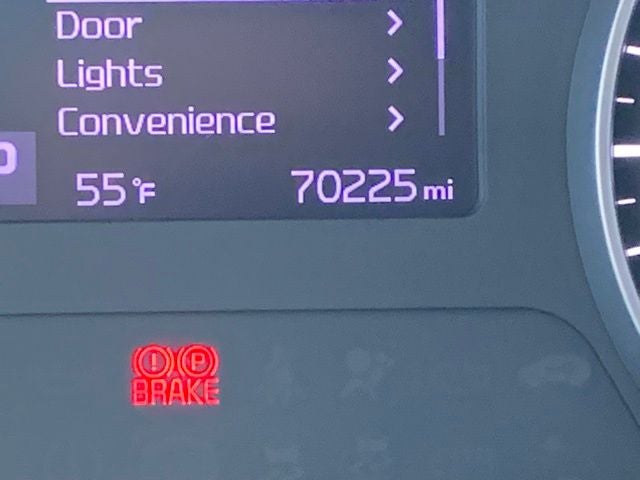 Door >
Lights >
Convenience >
55°F 70225 mi
(!) (P)
BRAKE